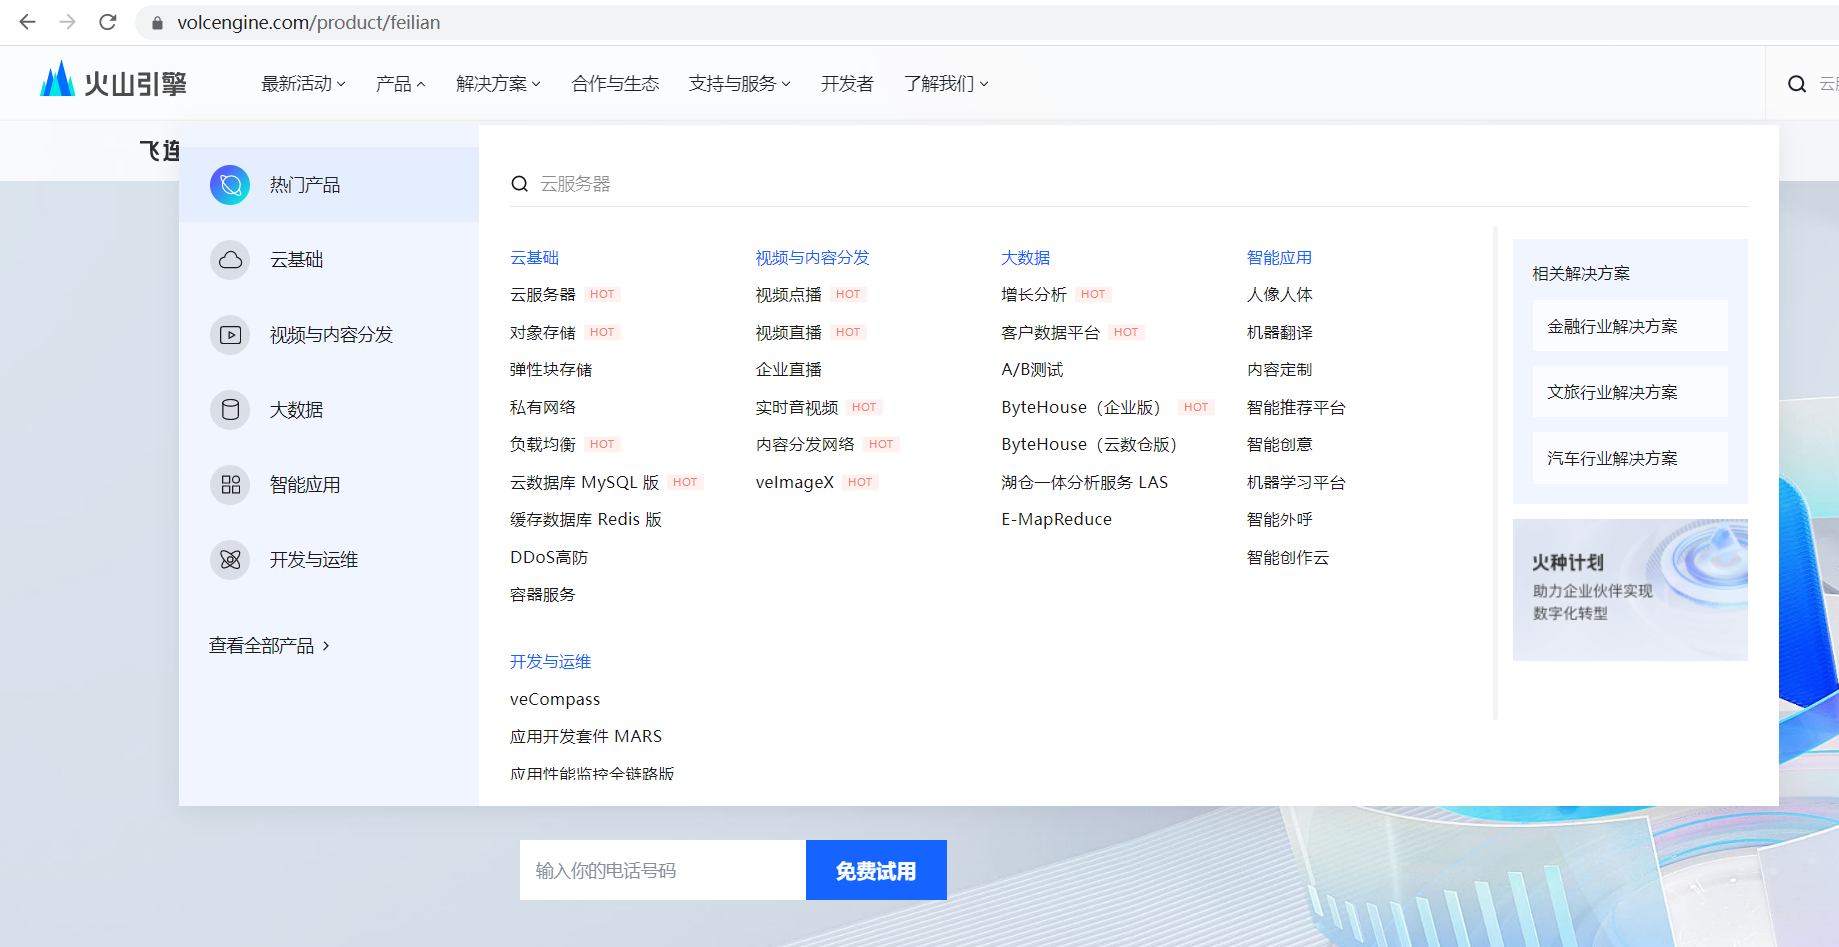 volcengine.com/product/feilian
火山引擎
最新活动
产品
解决方案
合作与生态
支持与服务
开发者
了解我们
飞连
热门产品
云基础
视频与内容分发
大数据
智能应用
开发与运维
查看全部产品
云服务器
云基础
云服务器 HOT
对象存储 HOT
弹性块存储
私有网络
负载均衡 HOT
云数据库 MySQL 版 HOT
缓存数据库 Redis 版
DDoS高防
容器服务
开发与运维
veCompass
应用开发套件 MARS
应用性能监控全链路版
视频与内容分发
视频点播 HOT
视频直播 HOT
企业直播
实时音视频 HOT
内容分发网络 HOT
veImageX HOT
大数据
增长分析 HOT
客户数据平台 HOT
A/B测试
ByteHouse（企业版） HOT
ByteHouse（云数仓版）
湖仓一体分析服务 LAS
E-MapReduce
智能应用
人像人体
机器翻译
内容定制
智能推荐平台
智能创意
机器学习平台
智能外呼
智能创作云
相关解决方案
金融行业解决方案
文旅行业解决方案
汽车行业解决方案
火种计划
助力企业伙伴实现
数字化转型
输入你的电话号码
免费试用